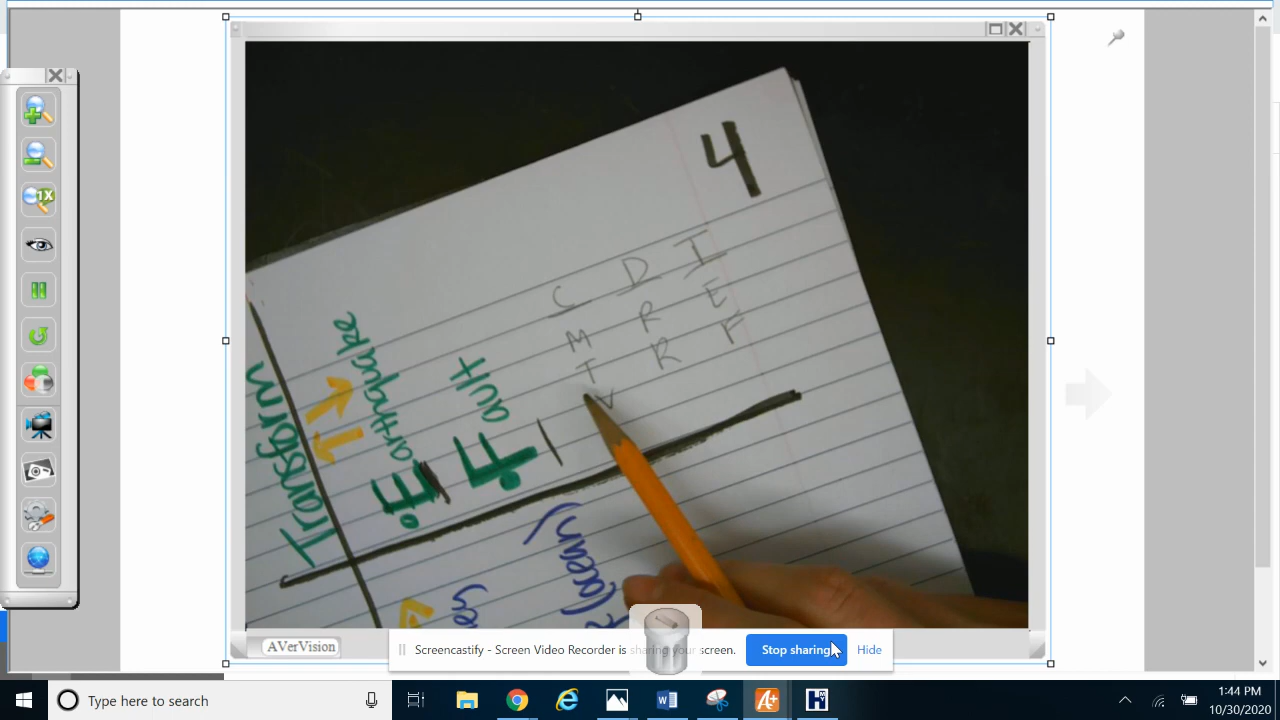 4
C D I
M R E
T R F
V
Transform
Earthquake
Fault
(ocean)
AVerVision
Screencastify - Screen Video Recorder is sharing your screen.
Stop sharing
Hide
Type here to search
1:44 PM
10/30/2020